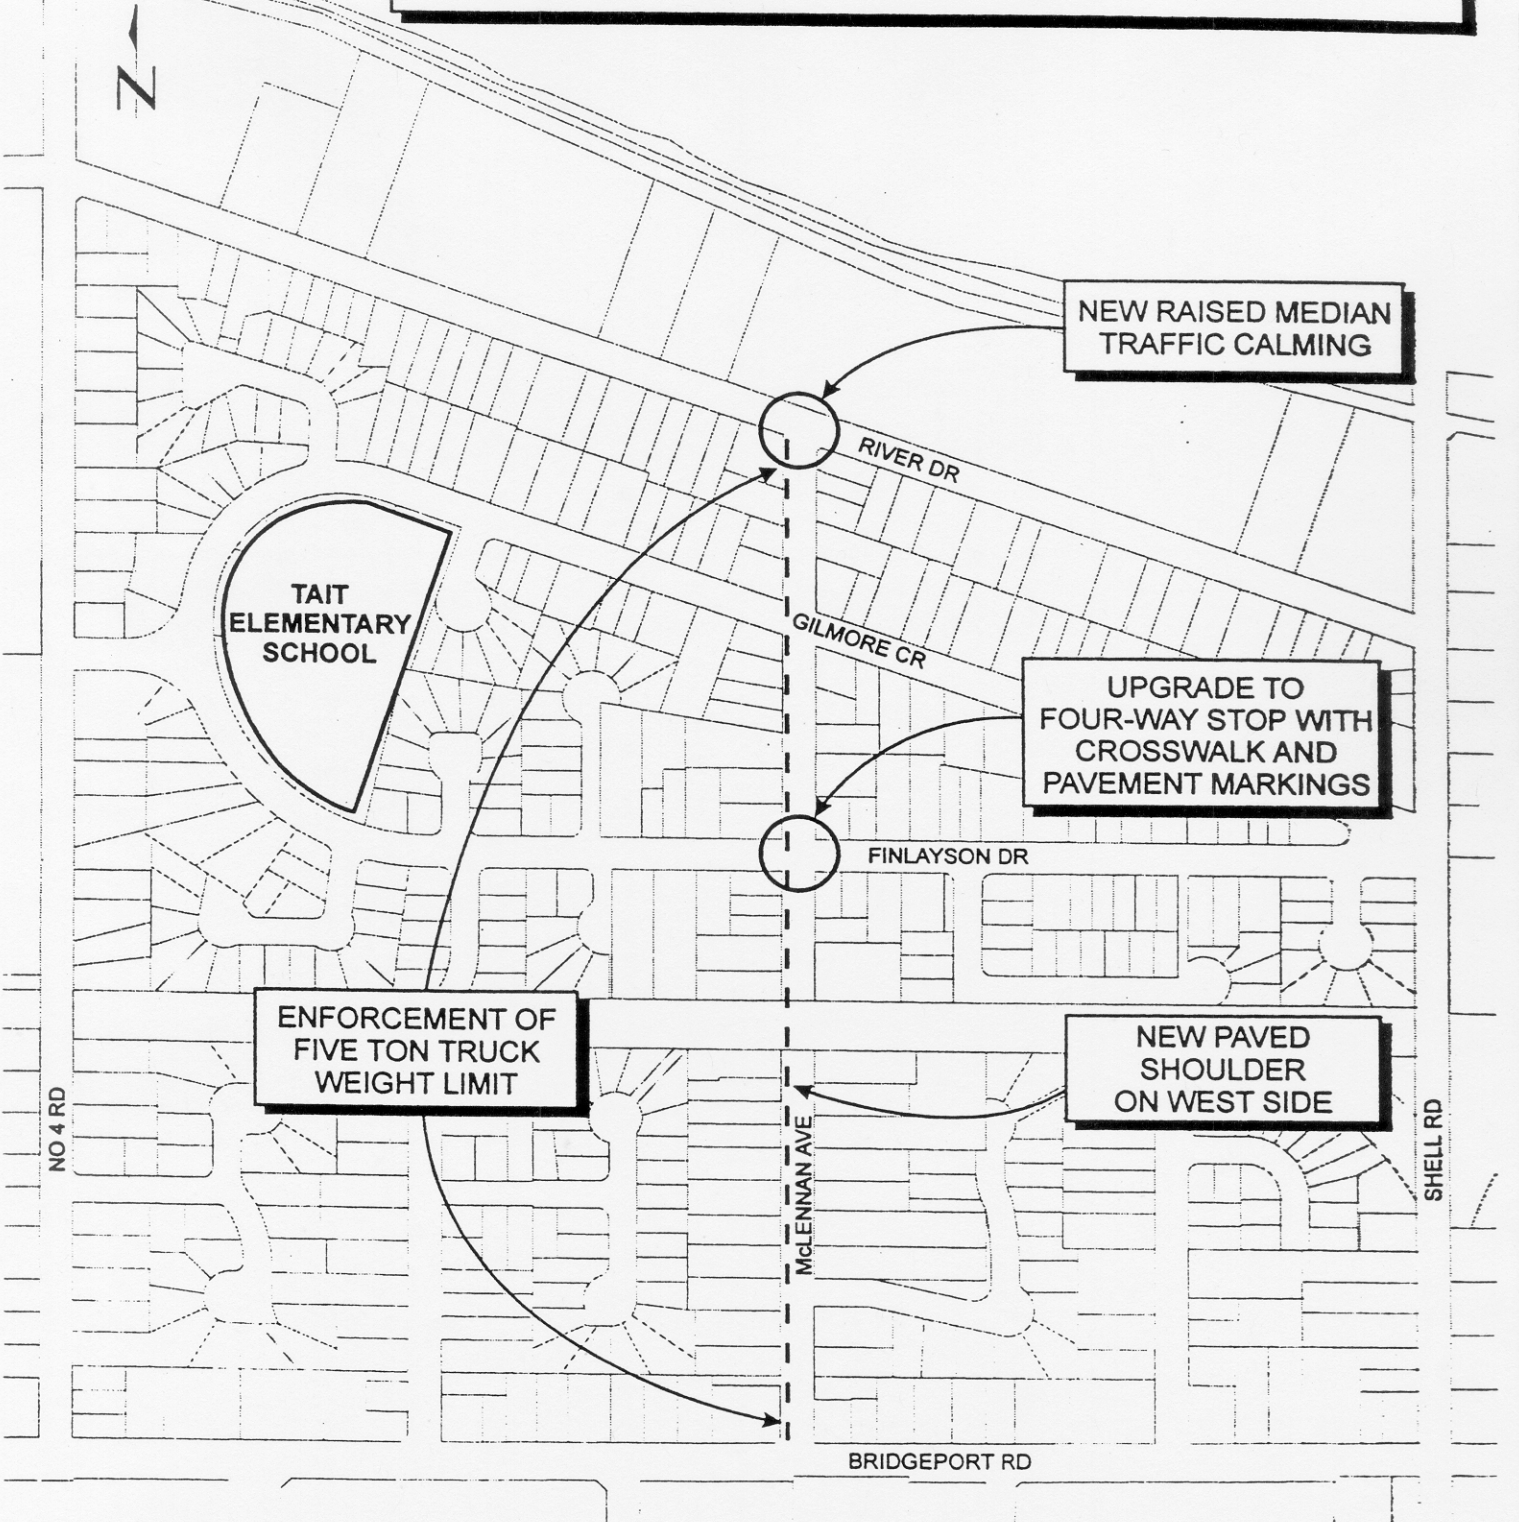 N
NEW RAISED MEDIAN
TRAFFIC CALMING
RIVER DR
TAIT
ELEMENTARY
SCHOOL
GILMORE CR
UPGRADE TO
FOUR-WAY STOP WITH
CROSSWALK AND
PAVEMENT MARKINGS
FINLAYSON DR
ENFORCEMENT OF
FIVE TON TRUCK
WEIGHT LIMIT
NEW PAVED
SHOULDER
ON WEST SIDE
NO 4 RD
McLENNAN AVE
SHELL RD
BRIDGEPORT RD